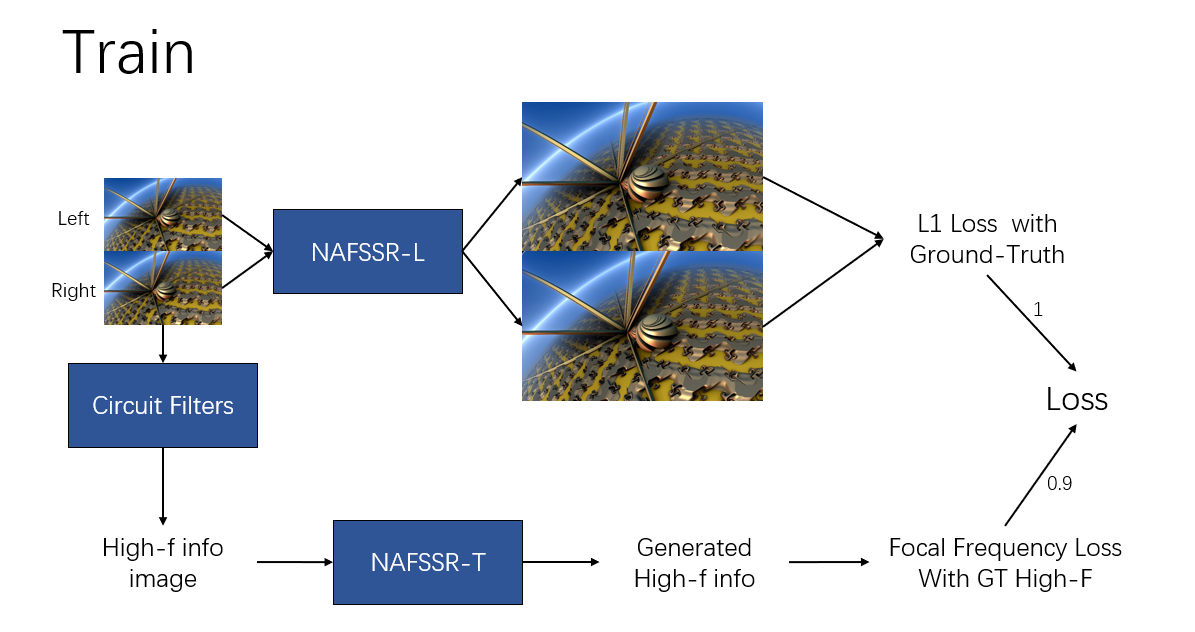 Train
Left
Right
NAFSSR-L
L1 Loss with
Ground-Truth
1
Loss
0.9
Circuit Filters
High-f info
image
NAFSSR-T
Generated
High-f info
Focal Frequency Loss
With GT High-F